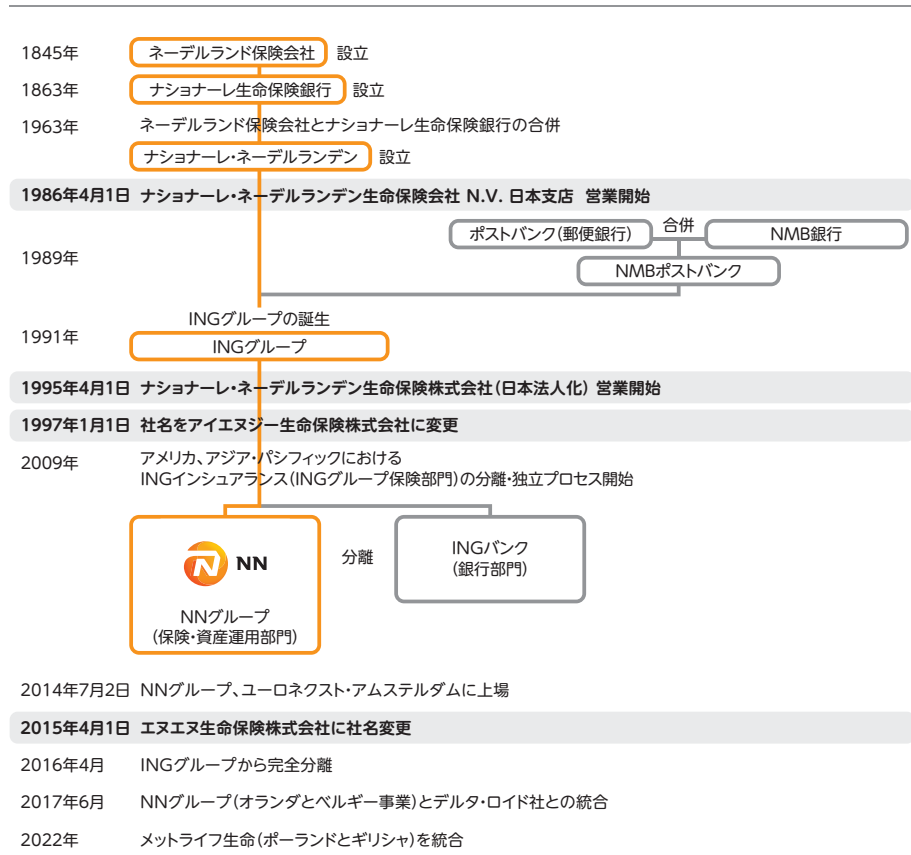 1845年 ネーデルランド保険会社 設立
1863年 ナショナーレ生命保険銀行 設立
1963年 ネーデルランド保険会社とナショナーレ生命保険銀行の合併
ナショナーレ・ネーデルランデン 設立
1986年4月1日 ナショナーレ・ネーデルランデン生命保険会社 N.V. 日本支店 営業開始
ポストバンク(郵便銀行) 合併 NMB銀行
1989年
NMBポストバンク
INGグループの誕生
1991年
INGグループ
1995年4月1日 ナショナーレ・ネーデルランデン生命保険株式会社(日本法人化) 営業開始
1997年1月1日 社名をアイエヌジー生命保険株式会社に変更
2009年 アメリカ、アジア・パシフィックにおける
INGインシュアランス(INGグループ保険部門)の分離・独立プロセス開始
NN 分離 INGバンク
(銀行部門)
NNグループ
(保険・資産運用部門)
2014年7月2日 NNグループ、ユーロネクスト・アムステルダムに上場
2015年4月1日 エヌエヌ生命保険株式会社に社名変更
2016年4月 INGグループから完全分離
2017年6月 NNグループ(オランダとベルギー事業)とデルタ・ロイド社との統合
2022年 メットライフ生命(ポーランドとギリシャ)を統合